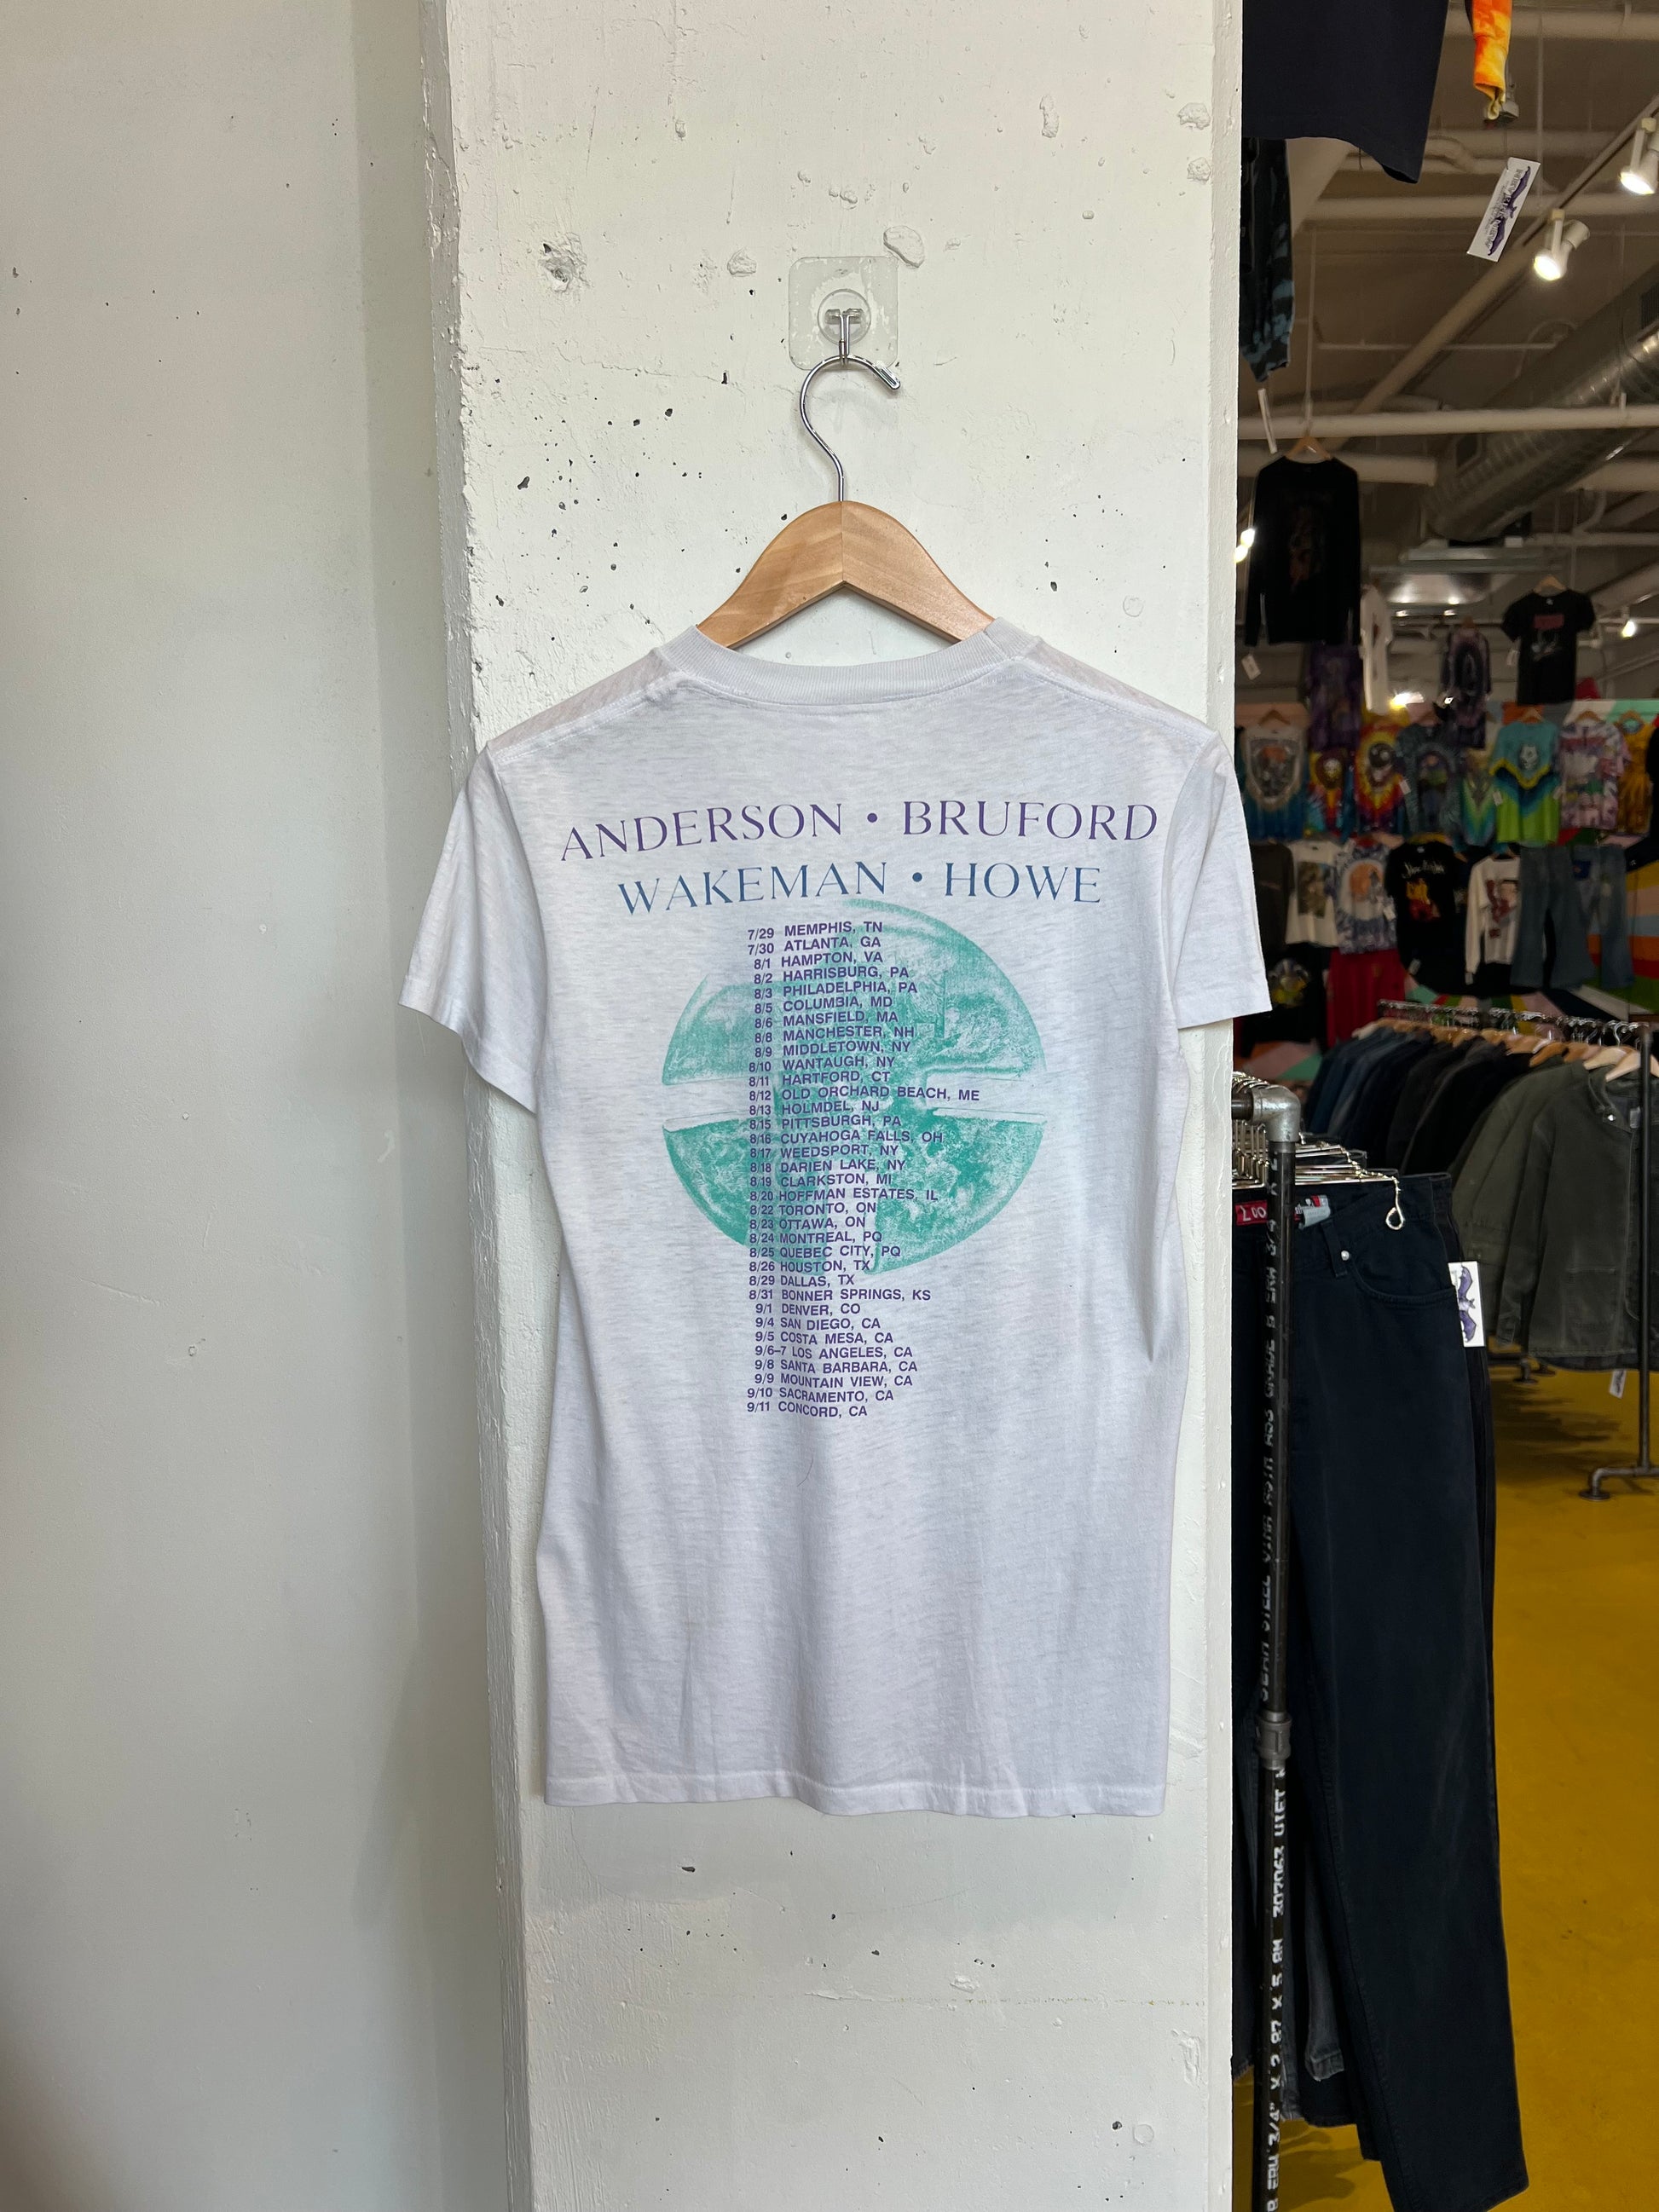 ANDERSON • BRUFORD
WAKEMAN • HOWE
7/29 MEMPHIS, TN
7/30 ATLANTA, GA
8/1 HAMPTON, VA
8/2 HARRISBURG, PA
8/3 PHILADELPHIA, PA
8/5 COLUMBIA, MD
8/6 MANSFIELD, MA
8/8 MANCHESTER, NH
8/9 MIDDLETOWN, NY
8/10 WANTAUGH, NY
8/11 HARTFORD, CT
8/12 OLD ORCHARD BEACH, ME
8/13 HOLMDEL, NJ
8/15 PITTSBURGH, PA
8/16 CUYAHOGA FALLS, OH
8/17 WEEDSPORT, NY
8/18 DARIEN LAKE, NY
8/19 CLARKSTON, MI
8/20 HOFFMAN ESTATES, IL
8/22 TORONTO, ON
8/23 OTTAWA, ON
8/24 MONTREAL, PQ
8/25 QUEBEC CITY, PQ
8/26 HOUSTON, TX
8/29 DALLAS, TX
8/31 BONNER SPRINGS, KS
9/1 DENVER, CO
9/4 SAN DIEGO, CA
9/5 COSTA MESA, CA
9/6–7 LOS ANGELES, CA
9/8 SANTA BARBARA, CA
9/9 MOUNTAIN VIEW, CA
9/10 SACRAMENTO, CA
9/11 CONCORD, CA